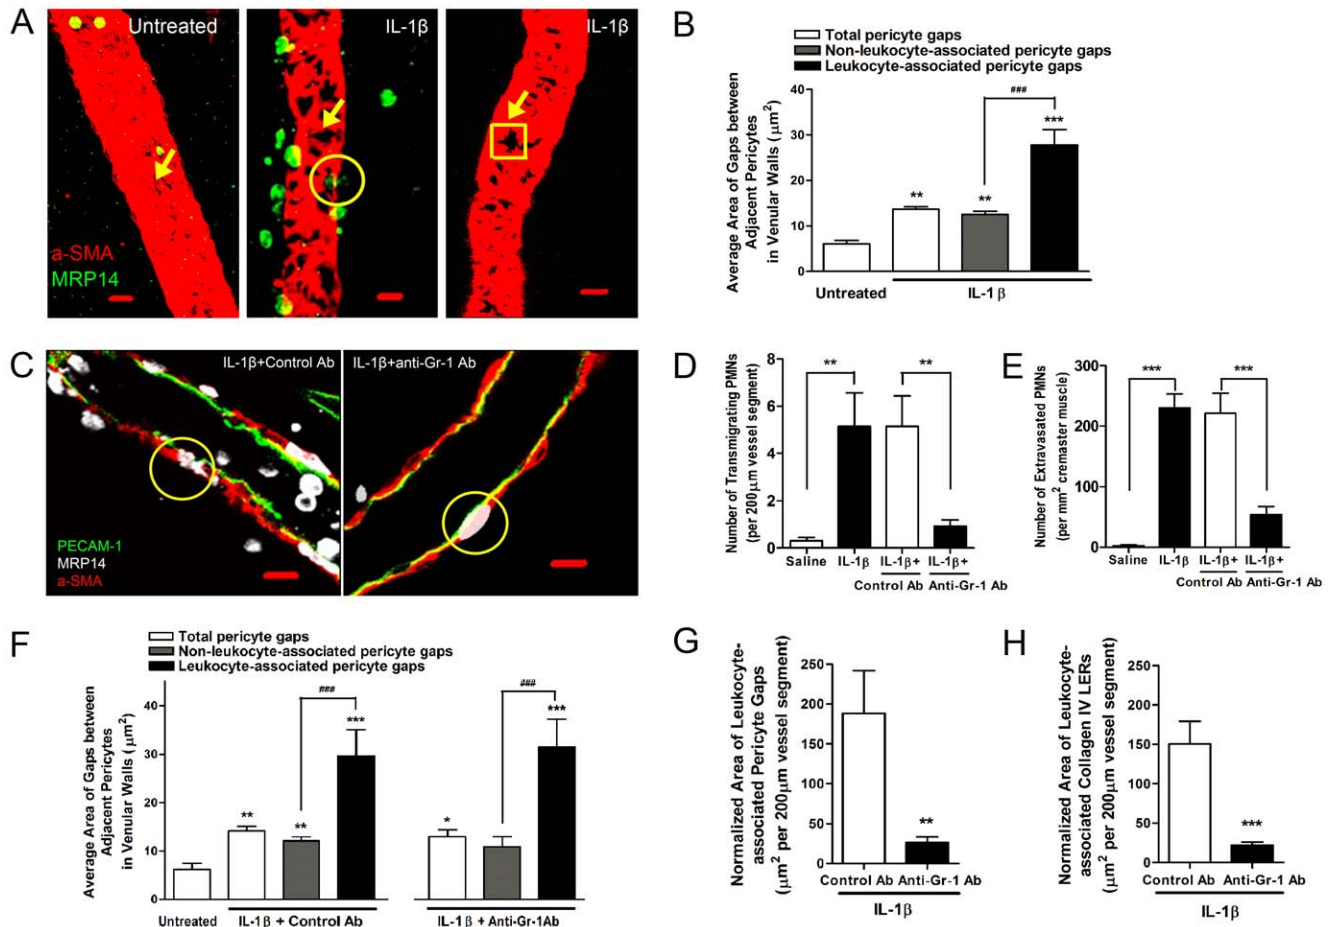 A
Untreated
IL-1β
IL-1β
a-SMA
MRP14
B
Total pericyte gaps
Non-leukocyte-associated pericyte gaps
Leukocyte-associated pericyte gaps
Average Area of Gaps between
Adjacent Pericytes
in Venular Walls (μm²)
40
30
20
10
0
###
***
**
**
Untreated
IL-1β
C
IL-1β+Control Ab
IL-1β+anti-Gr-1 Ab
PECAM-1
MRP14
a-SMA
D
Number of Transmigrating PMNs
(per 200μm vessel segment)
8
6
4
2
0
**
**
Saline
IL-1β
IL-1β+
IL-1β+
Control Ab
Anti-Gr-1 Ab
E
Number of Extravasated PMNs
(per mm² cremaster muscle)
300
200
100
0
***
***
Saline
IL-1β
IL-1β+
IL-1β+
Control Ab
Anti-Gr-1 Ab
F
Total pericyte gaps
Non-leukocyte-associated pericyte gaps
Leukocyte-associated pericyte gaps
Average Area of Gaps between
Adjacent Pericytes
in Venular Walls (μm²)
40
30
20
10
0
###
***
**
**
###
***
*
Untreated
IL-1β + Control Ab
IL-1β + Anti-Gr-1Ab
G
Normalized Area of Leukocyte-
associated Pericyte Gaps
(μm² per 200μm vessel segment)
250
200
150
100
50
0
**
Control Ab
Anti-Gr-1 Ab
IL-1β
H
Normalized Area of Leukocyte-
associated Collagen IV LERs
(μm² per 200μm vessel segment)
250
200
150
100
50
0
***
Control Ab
Anti-Gr-1 Ab
IL-1β